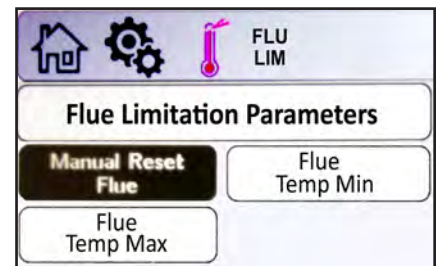 FLU
LIM
Flue Limitation Parameters
Manual Reset
Flue
Flue
Temp Min
Flue
Temp Max